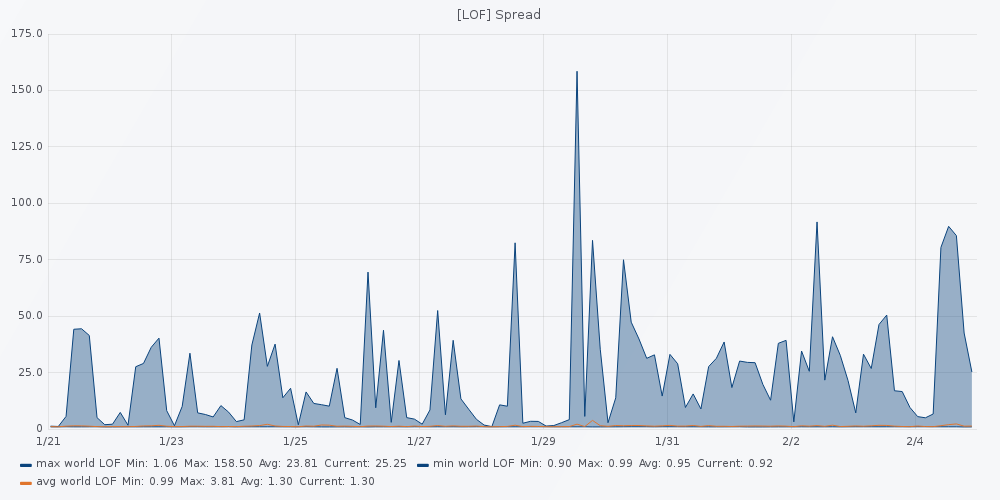 [LOF] Spread
175.0
150.0
125.0
100.0
75.0
50.0
25.0
0
1/21 1/23 1/25 1/27 1/29 1/31 2/2 2/4
max world LOF Min: 1.06 Max: 158.50 Avg: 23.81 Current: 25.25 min world LOF Min: 0.90 Max: 0.99 Avg: 0.95 Current: 0.92
avg world LOF Min: 0.99 Max: 3.81 Avg: 1.30 Current: 1.30